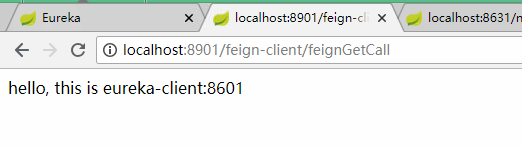 Eureka
localhost:8901/feign-cli
localhost:8631/n
localhost:8901/feign-client/feignGetCall
hello, this is eureka-client:8601